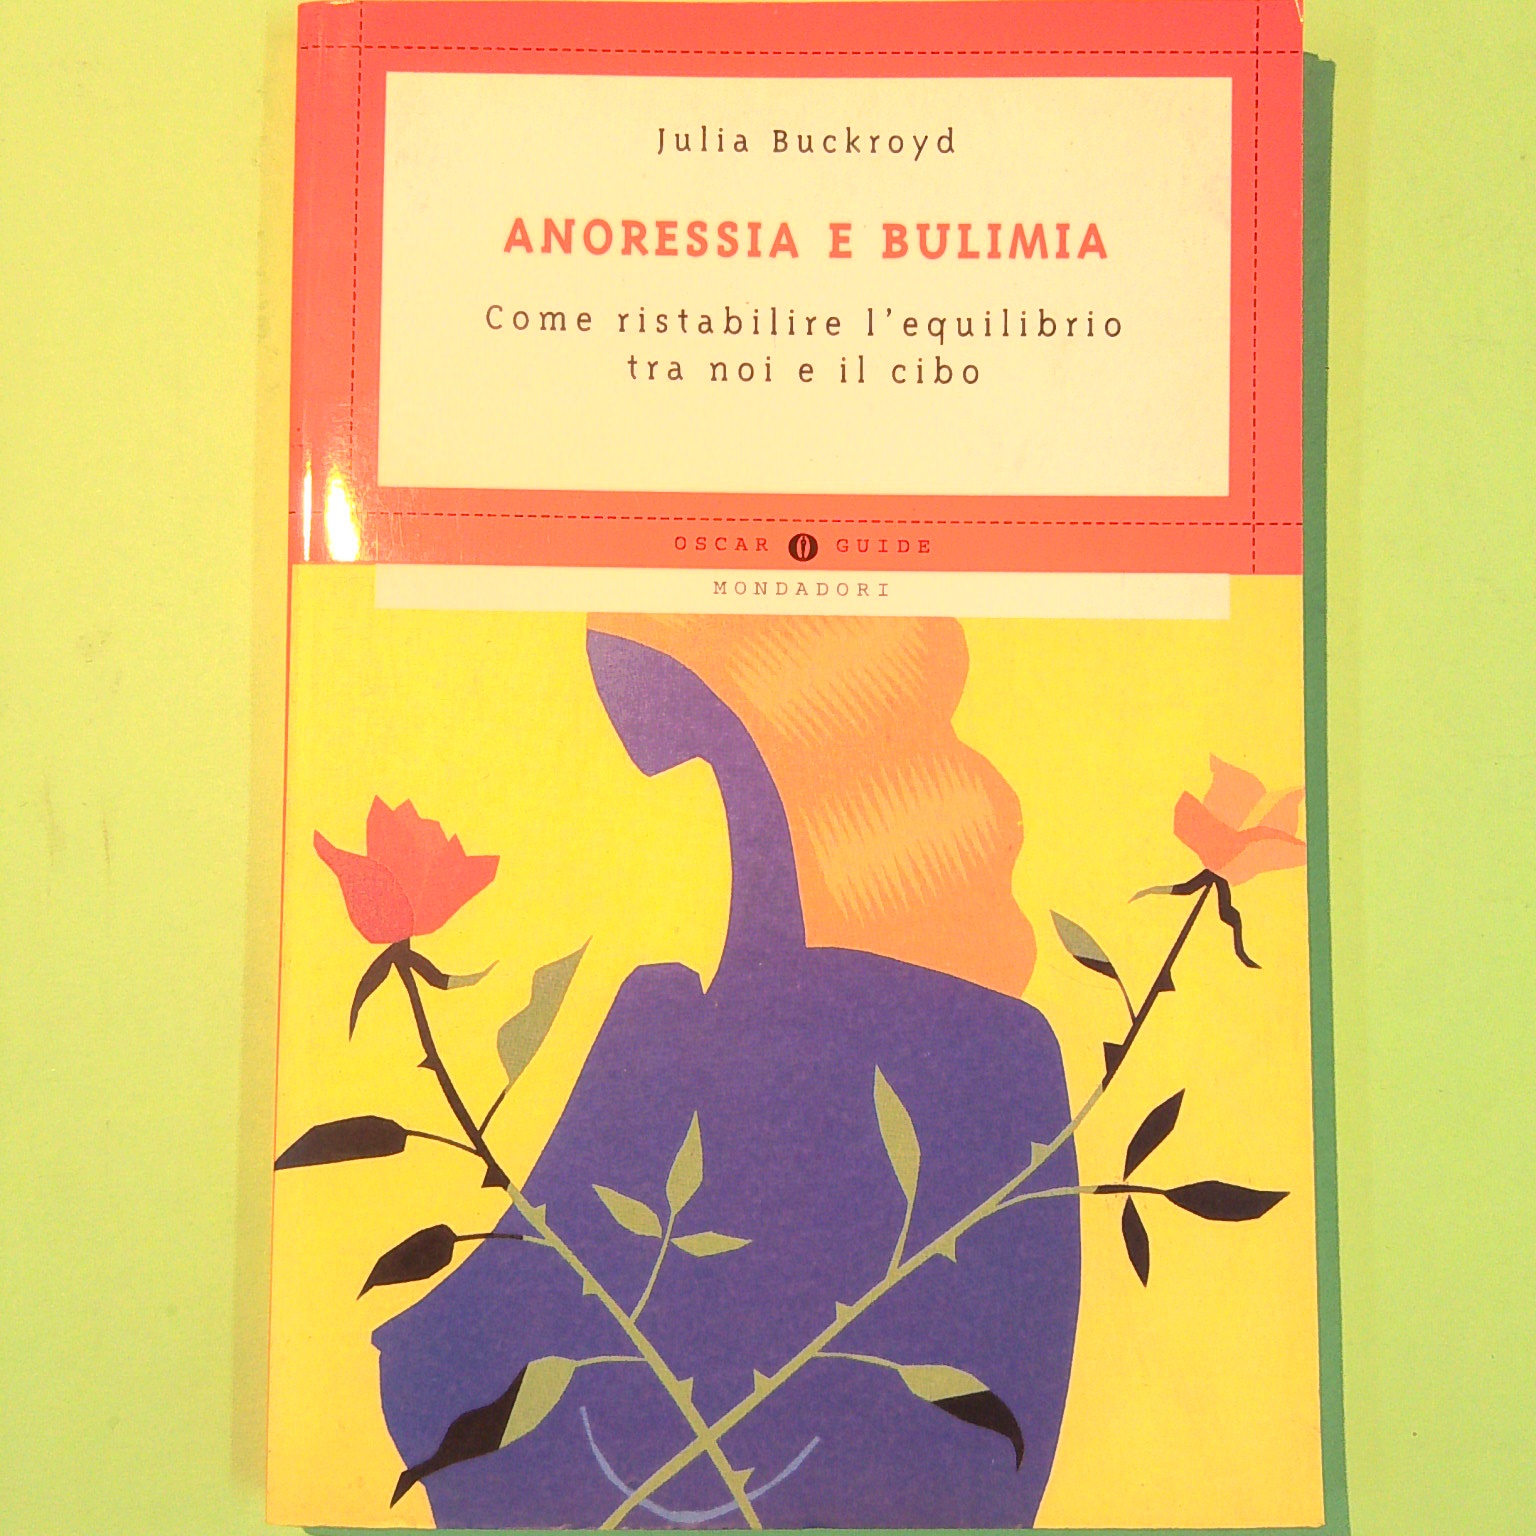 Julia Buckroyd
ANORESSIA E BULIMIA
Come ristabilire l'equilibrio
tra noi e il cibo
OSCAR GUIDE
MONDADORI